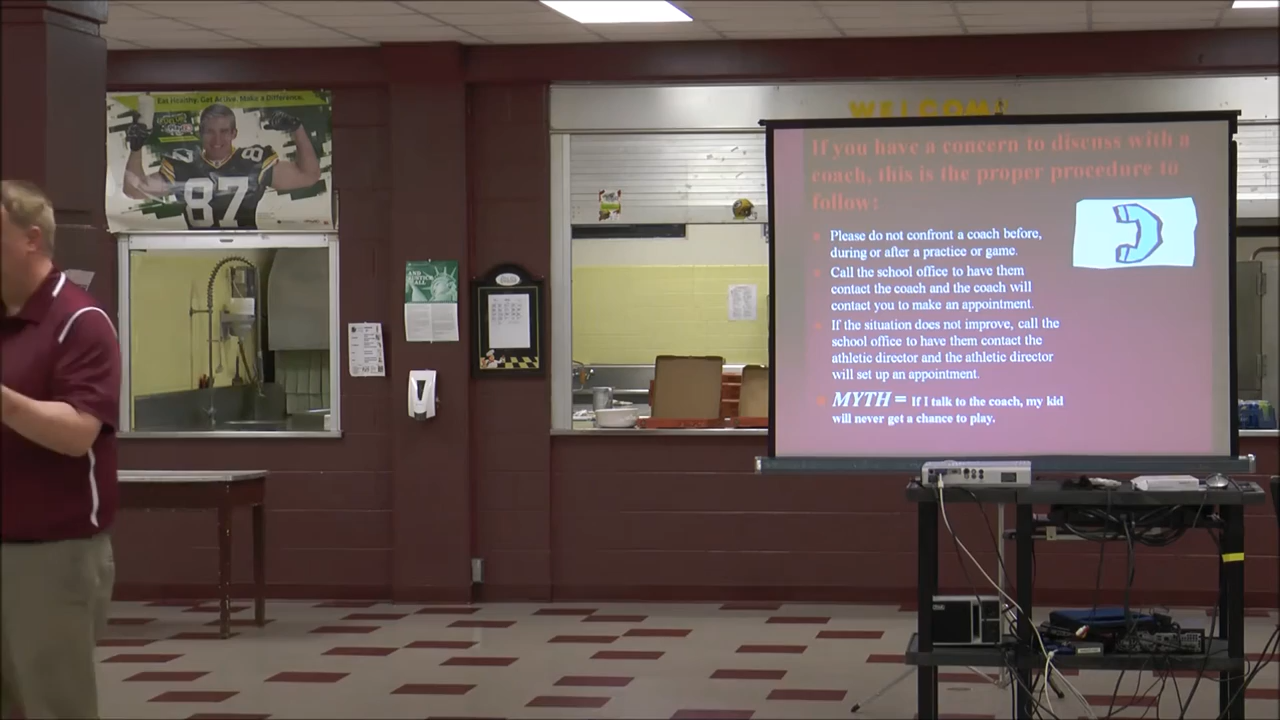 Eat Healthy. Get Active. Make a Difference.
87
87
8
AND
JUSTICE
ALL
WELCOME
If you have a concern to discuss with a
coach, this is the proper procedure to
follow:
Please do not confront a coach before,
during or after a practice or game.
Call the school office to have them
contact the coach and the coach will
contact you to make an appointment.
If the situation does not improve, call the
school office to have them contact the
athletic director and the athletic director
will set up an appointment.
MYTH = If I talk to the coach, my kid
will never get a chance to play.